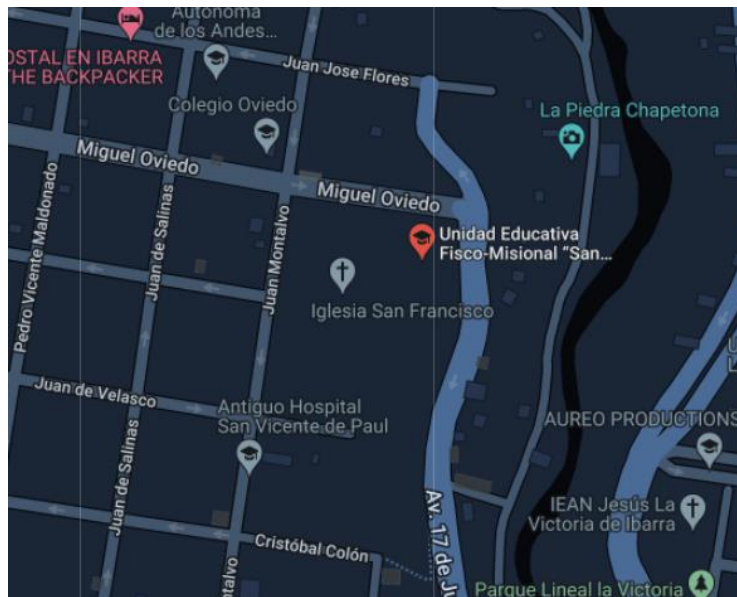 Autónoma
de los Andes...
OSTAL EN IBARRA
THE BACKPACKER
Juan Jose Flores
Colegio Oviedo
La Piedra Chapetona
Miguel Oviedo
Miguel Oviedo
Pedro Vicente Maldonado
Juan de Salinas
Juan Montalvo
Unidad Educativa
Fisco-Misional “San...
Iglesia San Francisco
Juan de Velasco
Antiguo Hospital
San Vicente de Paul
AUREO PRODUCTIONS
Juan de Salinas
Av. 17 de Ju
IEAN Jesús La
Victoria de Ibarra
Cristóbal Colón
ontalvo
Parque Lineal la Victoria